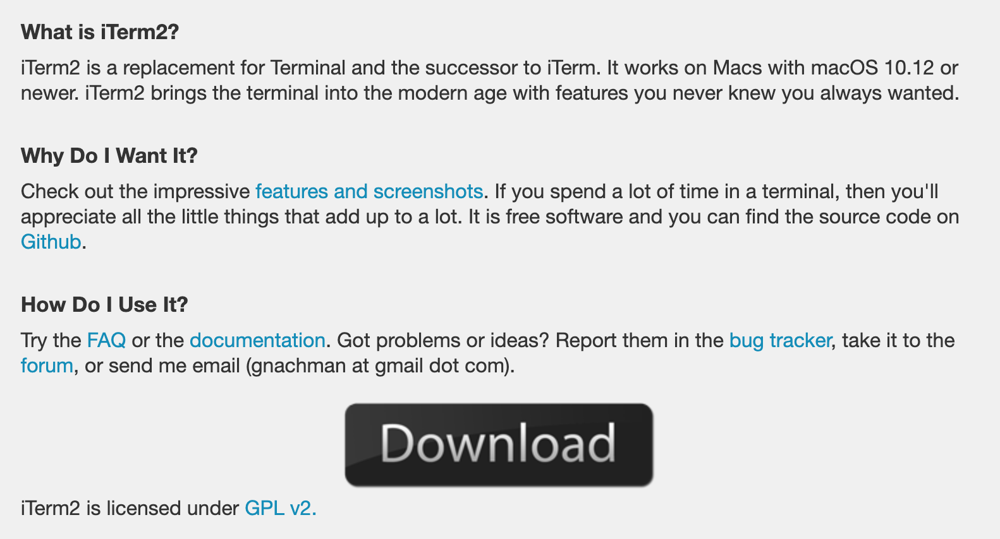 What is iTerm2?
iTerm2 is a replacement for Terminal and the successor to iTerm. It works on Macs with macOS 10.12 or
newer. iTerm2 brings the terminal into the modern age with features you never knew you always wanted.
Why Do I Want It?
Check out the impressive features and screenshots. If you spend a lot of time in a terminal, then you'll
appreciate all the little things that add up to a lot. It is free software and you can find the source code on
Github.
How Do I Use It?
Try the FAQ or the documentation. Got problems or ideas? Report them in the bug tracker, take it to the
forum, or send me email (gnachman at gmail dot com).
Download
iTerm2 is licensed under GPL v2.